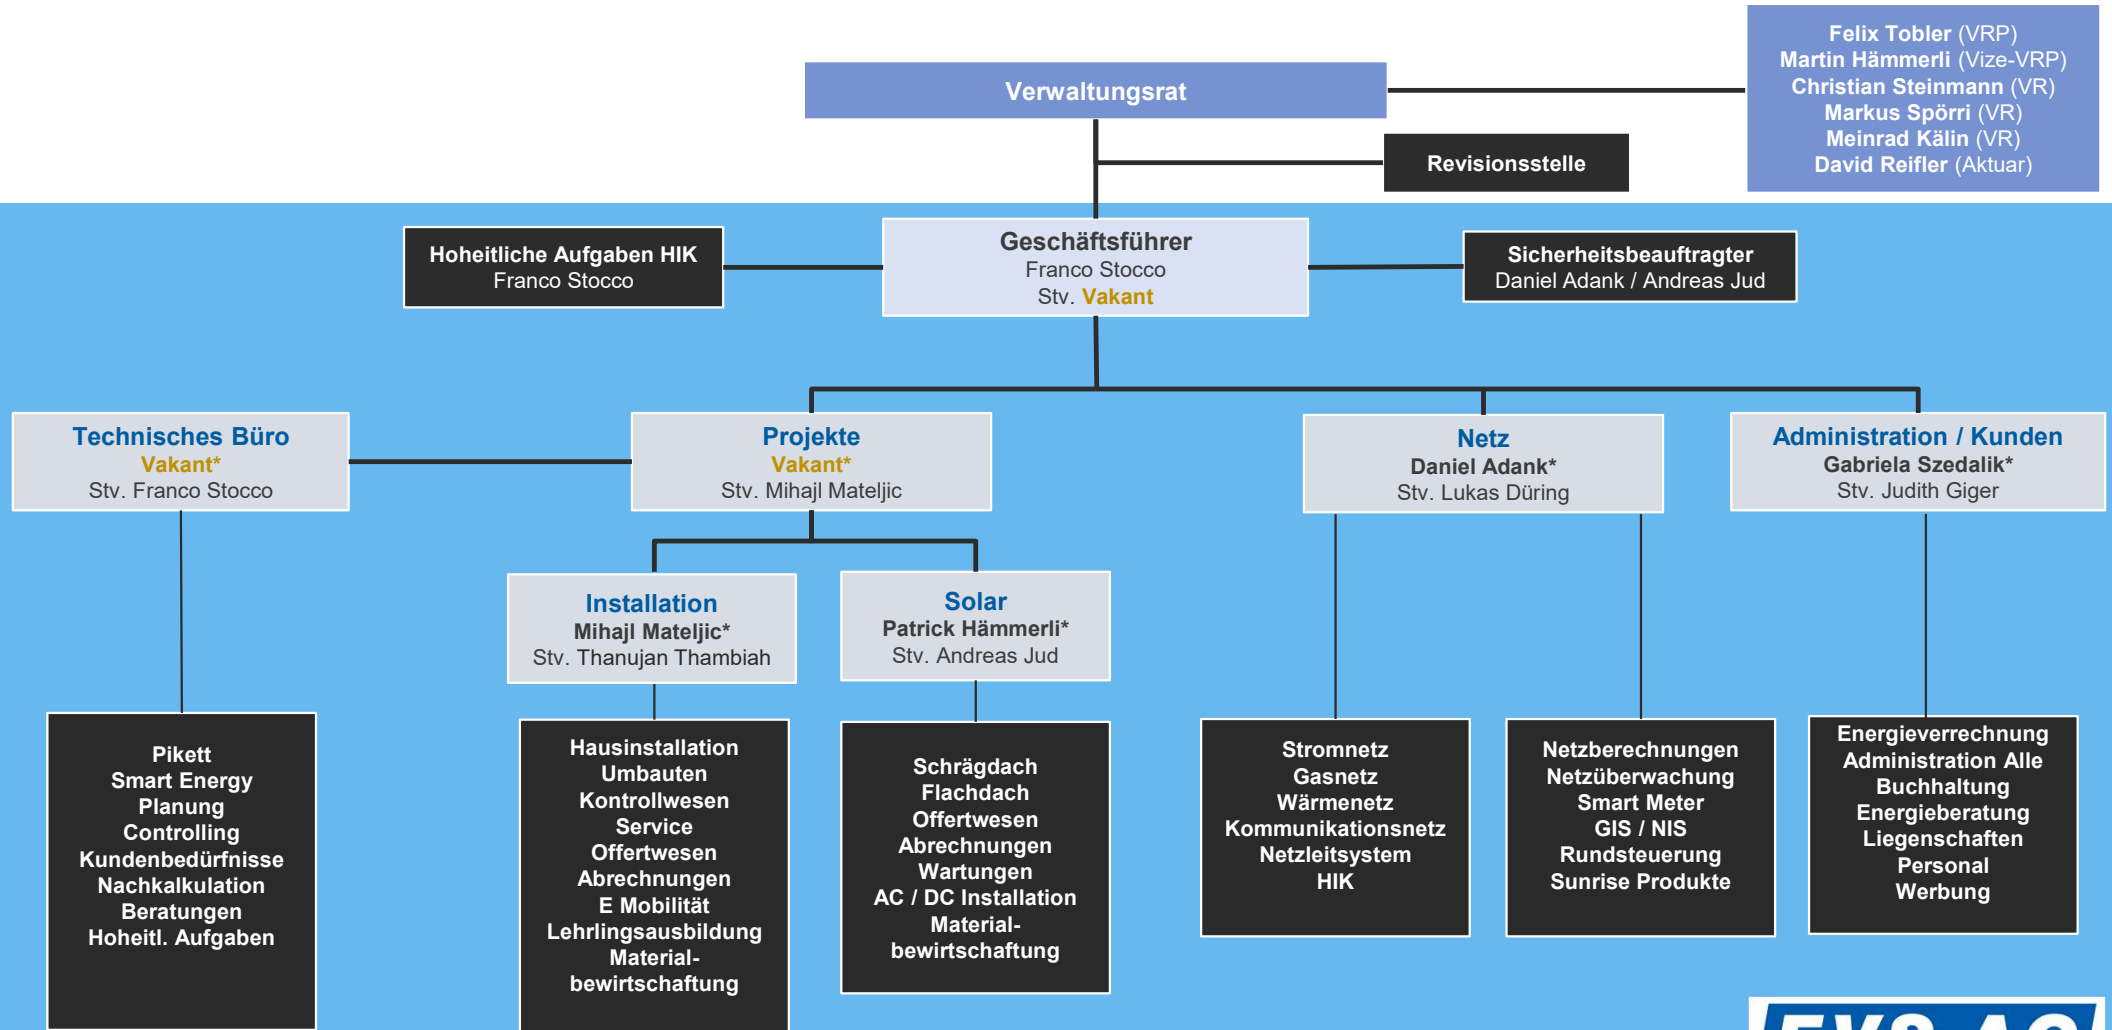 Felix Tobler (VRP)
Martin Hämmerli (Vize-VRP)
Christian Steinmann (VR)
Markus Spörri (VR)
Meinrad Kälin (VR)
David Reifler (Aktuar)
Verwaltungsrat
Revisionsstelle
Hoheitliche Aufgaben HIK
Franco Stocco
Geschäftsführer
Franco Stocco
Stv. Vakant
Sicherheitsbeauftragter
Daniel Adank / Andreas Jud
Technisches Büro
Vakant*
Stv. Franco Stocco
Projekte
Vakant*
Stv. Mihajl Mateljic
Netz
Daniel Adank*
Stv. Lukas Düring
Administration / Kunden
Gabriela Szedalik*
Stv. Judith Giger
Installation
Mihajl Mateljic*
Stv. Thanujan Thambiah
Solar
Patrick Hämmerli*
Stv. Andreas Jud
Pikett
Smart Energy
Planung
Controlling
Kundenbedürfnisse
Nachkalkulation
Beratungen
Hoheitl. Aufgaben
Hausinstallation
Umbauten
Kontrollwesen
Service
Offertwesen
Abrechnungen
E Mobilität
Lehrlingsausbildung
Material-
bewirtschaftung
Schrägdach
Flachdach
Offertwesen
Abrechnungen
Wartungen
AC / DC Installation
Material-
bewirtschaftung
Stromnetz
Gasnetz
Wärmenetz
Kommunikationsnetz
Netzleitsystem
HIK
Netzberechnungen
Netzüberwachung
Smart Meter
GIS / NIS
Rundsteuerung
Sunrise Produkte
Energieverrechnung
Administration Alle
Buchhaltung
Energieberatung
Liegenschaften
Personal
Werbung